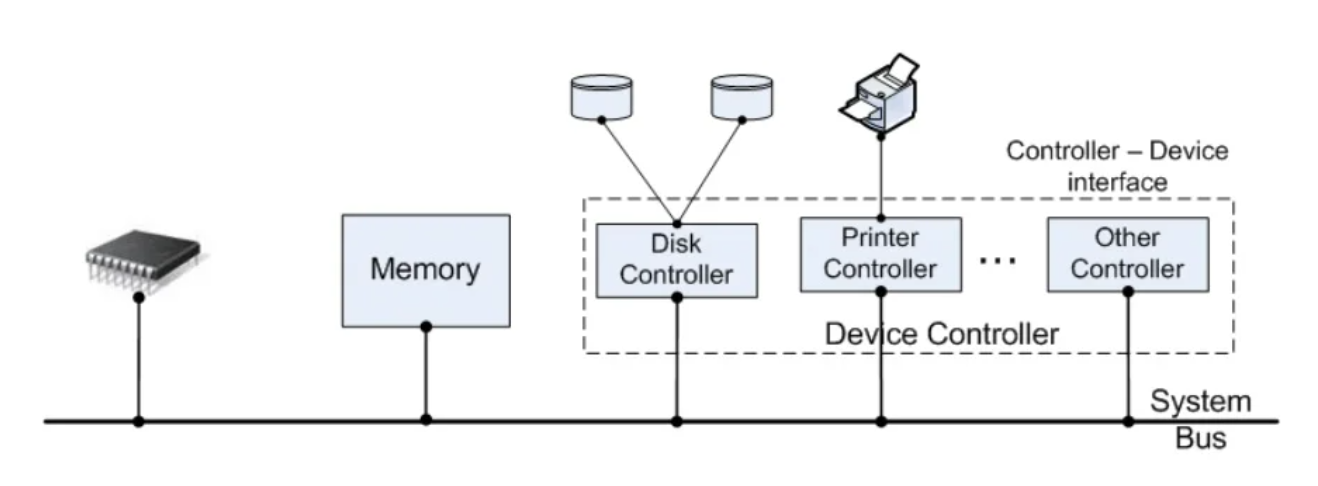 Controller – Device
interface
Memory
Disk
Controller
Printer
Controller
...
Other
Controller
Device Controller
System
Bus